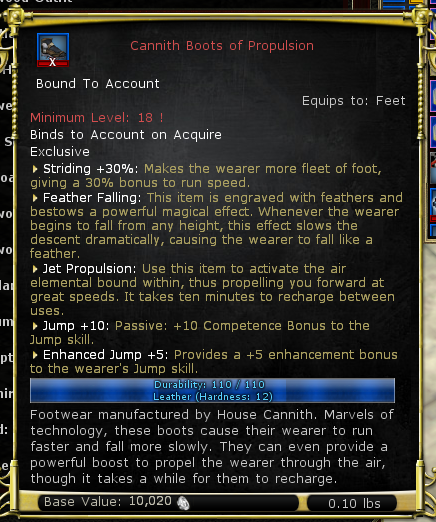 Cannith Boots of Propulsion
X
Bound To Account
Equips to: Feet
Minimum Level: 18 !
Binds to Account on Acquire
Exclusive
Striding +30%: Makes the wearer more fleet of foot,
giving a 30% bonus to run speed.
Feather Falling: This item is engraved with feathers and
bestows a powerful magical effect. Whenever the wearer
begins to fall from any height, this effect slows the
descent dramatically, causing the wearer to fall like a
feather.
Jet Propulsion: Use this item to activate the air
elemental bound within, thus propelling you forward at
great speeds. It takes ten minutes to recharge between
uses.
Jump +10: Passive: +10 Competence Bonus to the
Jump skill.
Enhanced Jump +5: Provides a +5 enhancement bonus
to the wearer's Jump skill.
Durability: 110 / 110
Leather (Hardness: 12)
Footwear manufactured by House Cannith. Marvels of
technology, these boots cause their wearer to run
faster and fall more slowly. They can even provide a
powerful boost to propel the wearer through the air,
though it takes a while for them to recharge.
Base Value: 10,020
0.10 lbs